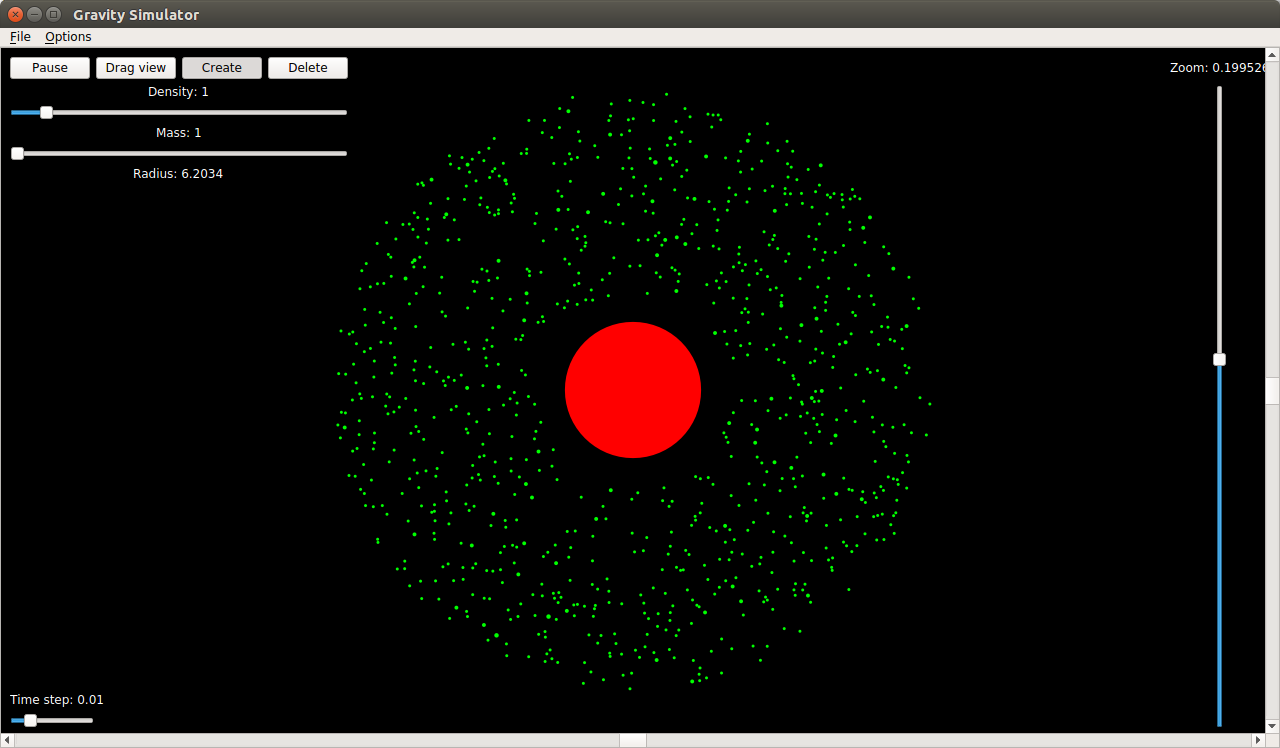 Gravity Simulator
File Options
Pause Drag view Create Delete
Zoom: 0.199526
Density: 1
Mass: 1
Radius: 6.2034
Time step: 0.01